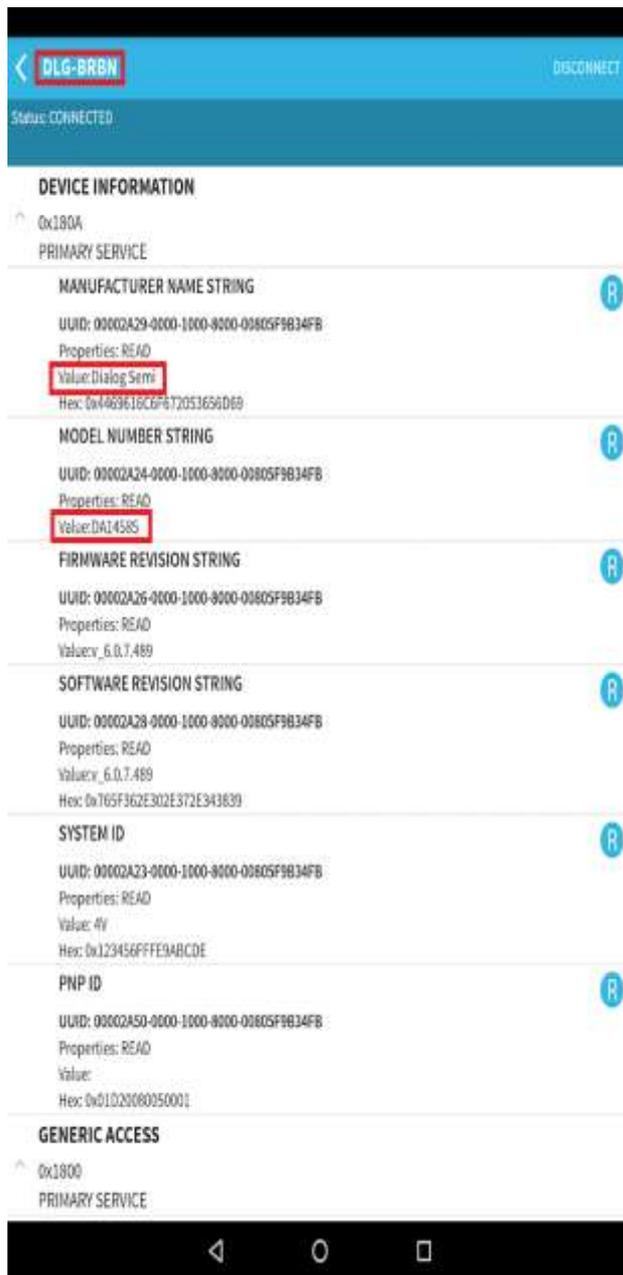 DLG-BRBN
DISCONNECT
Status: CONNECTED
DEVICE INFORMATION
0x180A
PRIMARY SERVICE
MANUFACTURER NAME STRING
R
UUID: 00002A29-0000-1000-8000-00805F9B34FB
Properties: READ
Value:Dialog Semi
Hex: 0x4469616C6F672053656D69
MODEL NUMBER STRING
R
UUID: 00002A24-0000-1000-8000-00805F9B34FB
Properties: READ
Value:DA14585
FIRMWARE REVISION STRING
R
UUID: 00002A26-0000-1000-8000-00805F9B34FB
Properties: READ
Value:v_6.0.7.489
SOFTWARE REVISION STRING
R
UUID: 00002A28-0000-1000-8000-00805F9B34FB
Properties: READ
Value:v_6.0.7.489
Hex: 0x765F362E302E372E343839
SYSTEM ID
R
UUID: 00002A23-0000-1000-8000-00805F9B34FB
Properties: READ
Value: 4V
Hex: 0x123456FFFE9ABCDE
PNP ID
R
UUID: 00002A50-0000-1000-8000-00805F9B34FB
Properties: READ
Value:
Hex: 0x01D20080050001
GENERIC ACCESS
0x1800
PRIMARY SERVICE